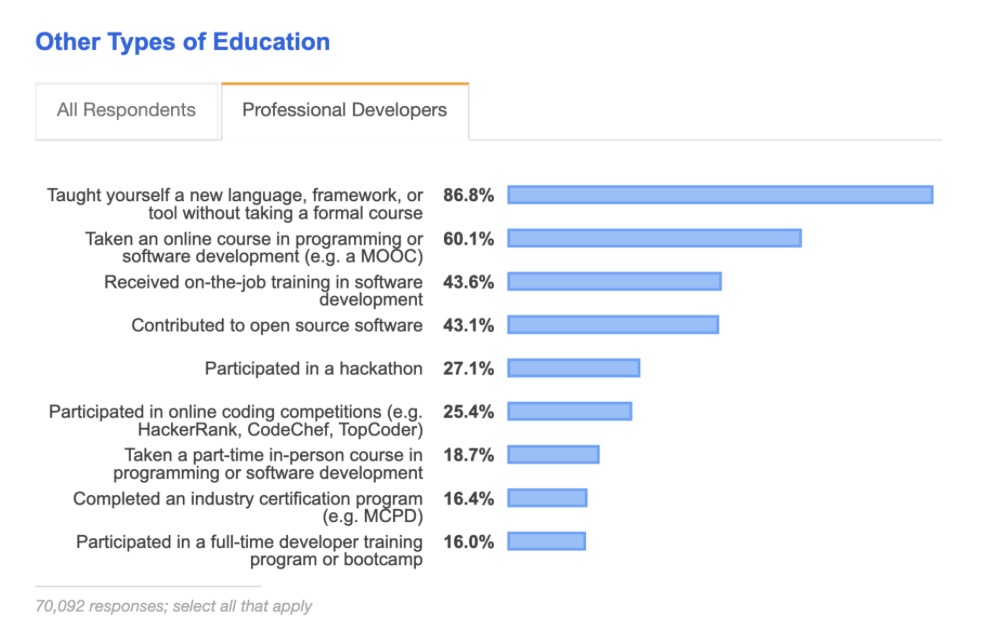 Other Types of Education
All Respondents
Professional Developers
Taught yourself a new language, framework, or
tool without taking a formal course
86.8%
Taken an online course in programming or
software development (e.g. a MOOC)
60.1%
Received on-the-job training in software
development
43.6%
Contributed to open source software
43.1%
Participated in a hackathon
27.1%
Participated in online coding competitions (e.g.
HackerRank, CodeChef, TopCoder)
25.4%
Taken a part-time in-person course in
programming or software development
18.7%
Completed an industry certification program
(e.g. MCPD)
16.4%
Participated in a full-time developer training
program or bootcamp
16.0%
70,092 responses; select all that apply